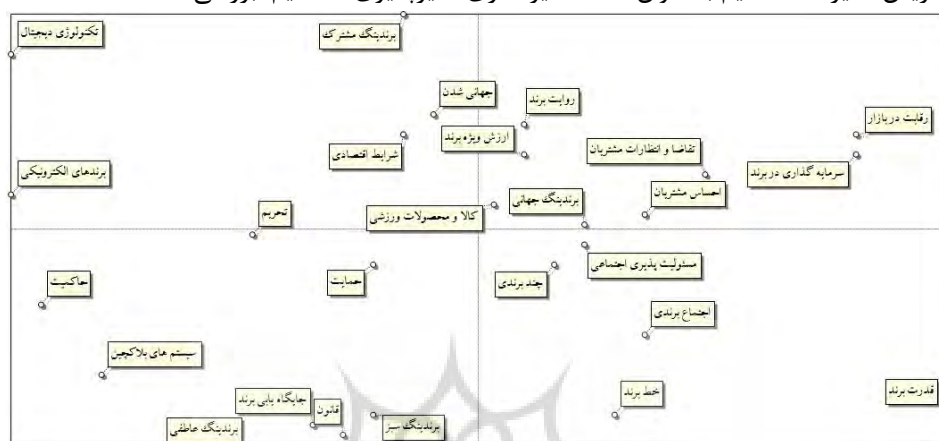 برندینگ مشترک
تکنولوژی دیجیتال
جهانی شدن
روایت برند
رقابت در بازار
ارزش ویژه برند
شرایط اقتصادی
تقاضا و انتظارات مشتریان
سرمایه گذاری در برند
برندهای الکترونیکی
احساس مشتریان
برندینگ جهانی
تحریم
کالا و محصولات ورزشی
مسئولیت پذیری اجتماعی
حاکمیت
حمایت
چند برندی
اجتماع برندی
سیستم های بلاکچین
قدرت برند
خط برند
جایگاه یابی برند
قانون
برندینگ سبز
برندینگ عاطفی